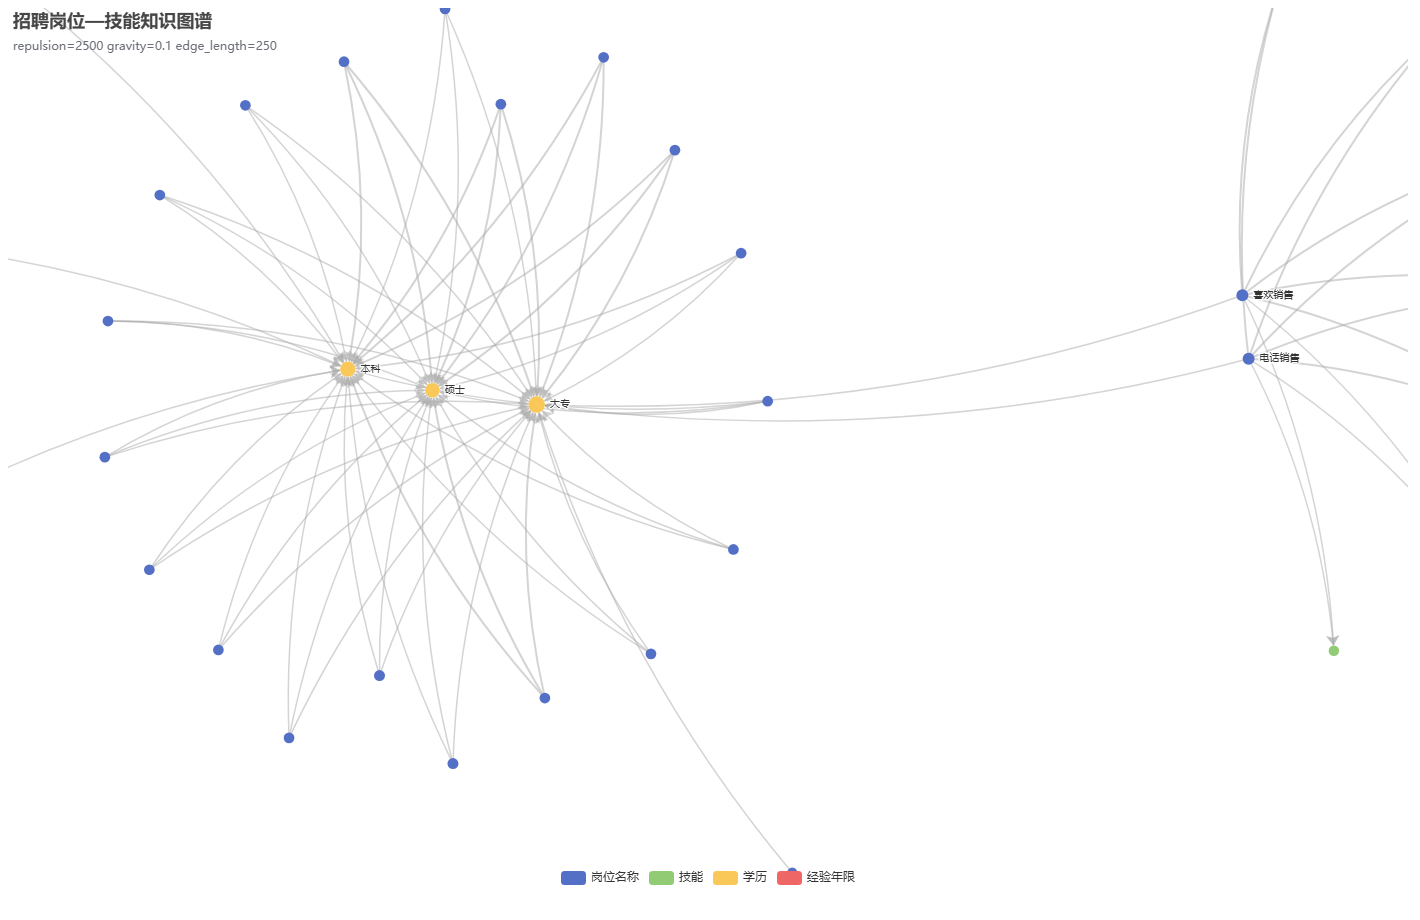 招聘岗位—技能知识图谱
repulsion=2500 gravity=0.1 edge_length=250
喜欢销售
电话销售
本科
硕士
大专
岗位名称
技能
学历
经验年限